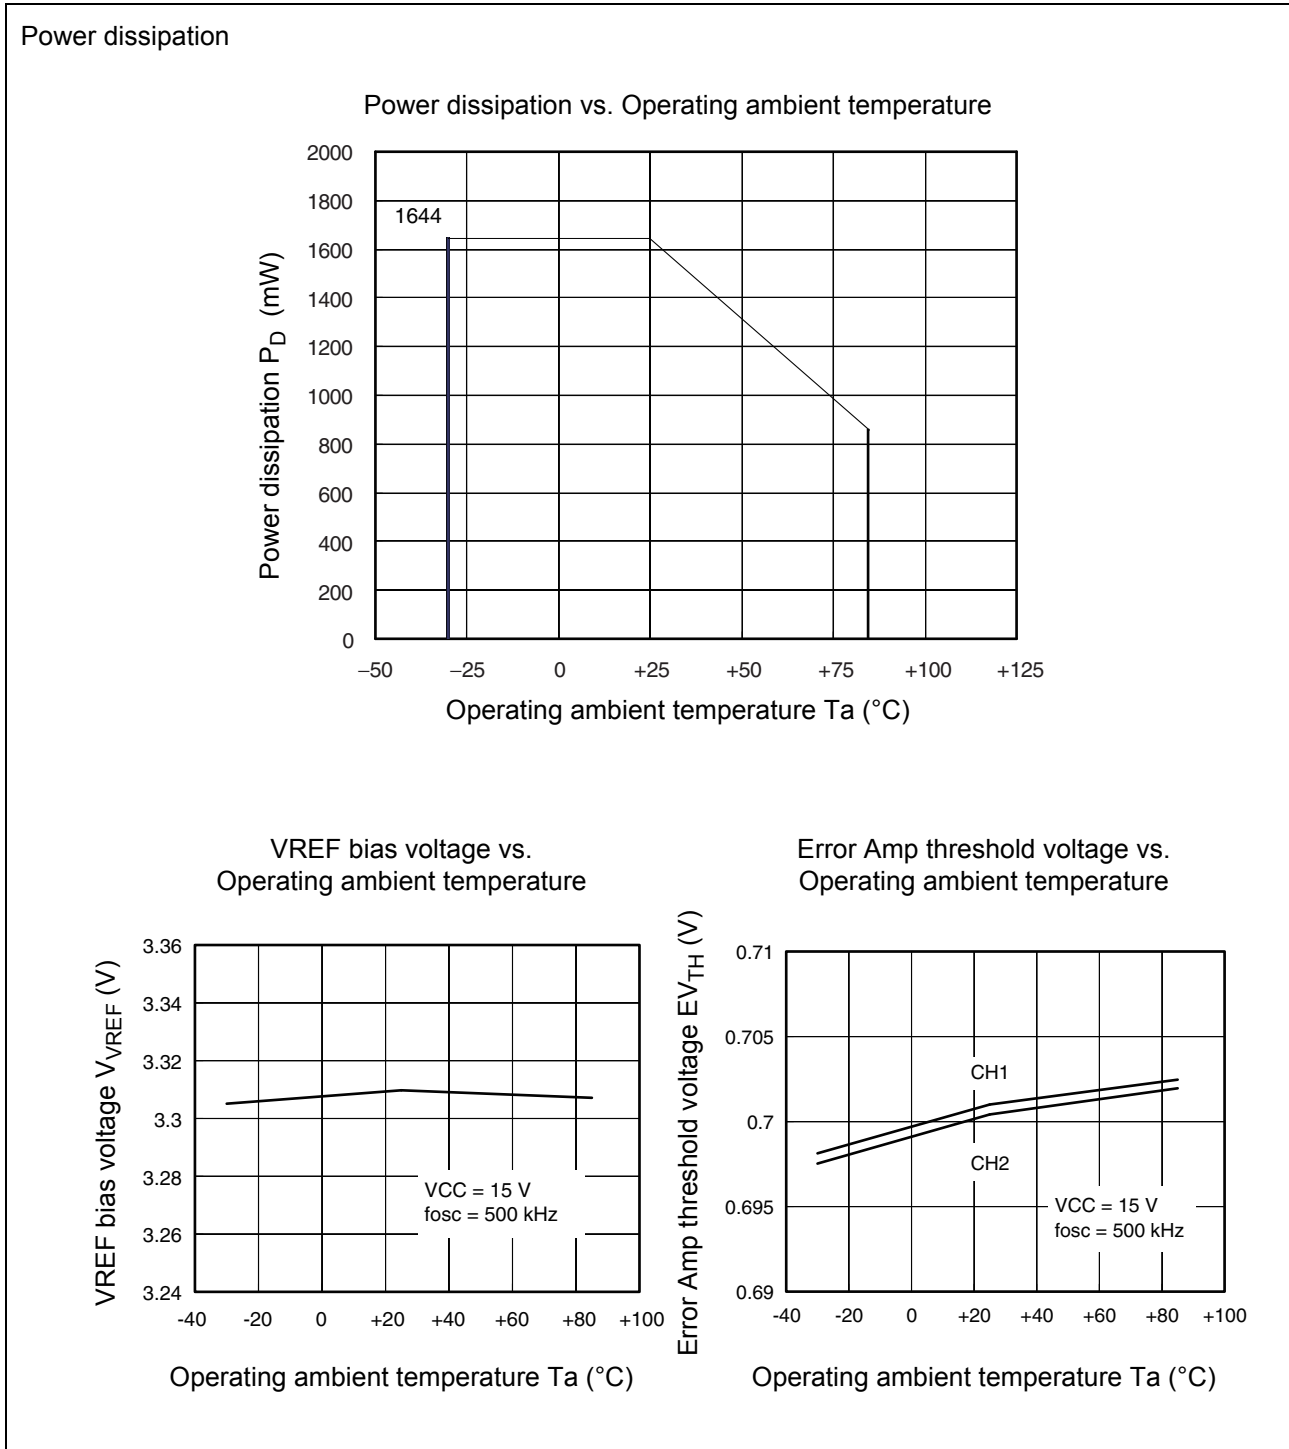 Power dissipation
Power dissipation vs. Operating ambient temperature
2000
1800
1644
1600
1400
1200
1000
800
600
400
200
0
Power dissipation PD (mW)
−50 −25 0 +25 +50 +75 +100 +125
Operating ambient temperature Ta (°C)
VREF bias voltage vs.
Operating ambient temperature
3.36
3.34
3.32
3.3
3.28
3.26
3.24
VREF bias voltage VVREF (V)
VCC = 15 V
fosc = 500 kHz
-40 -20 0 +20 +40 +60 +80 +100
Operating ambient temperature Ta (°C)
Error Amp threshold voltage vs.
Operating ambient temperature
0.71
0.705
0.7
0.695
0.69
Error Amp threshold voltage EVTH (V)
CH1
CH2
VCC = 15 V
fosc = 500 kHz
-40 -20 0 +20 +40 +60 +80 +100
Operating ambient temperature Ta (°C)